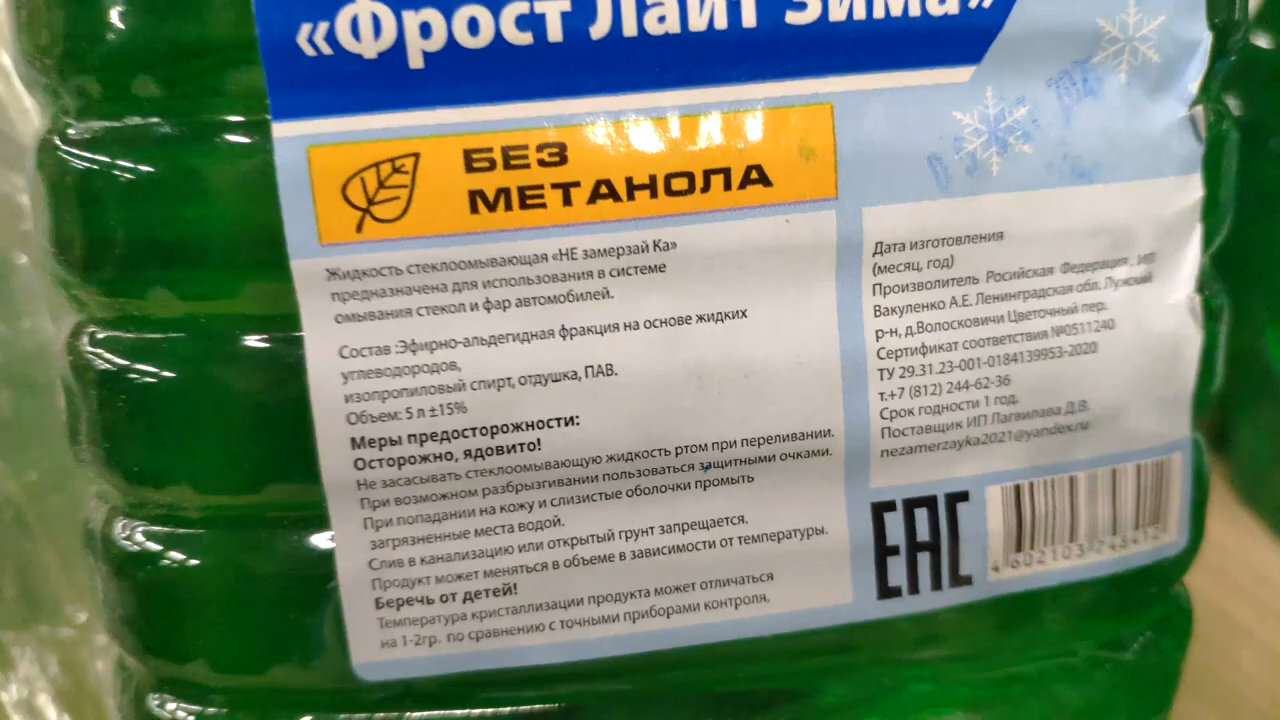 «Фрост Лайт Зима»
БЕЗ
МЕТАНОЛА
Жидкость стеклоомывающая «НЕ замерзай Ка»
предназначена для использования в системе
омывания стекол и фар автомобилей.
Состав :Эфирно-альдегидная фракция на основе жидких
углеводородов,
изопропиловый спирт, отдушка, ПАВ.
Объем: 5 л ±15%
Меры предосторожности:
Осторожно, ядовито!
Не засасывать стеклоомывающую жидкость ртом при переливании.
При возможном разбрызгивании пользоваться защитными очками.
При попадании на кожу и слизистые оболочки промыть
загрязненные места водой.
Слив в канализацию или открытый грунт запрещается.
Продукт может меняться в объеме в зависимости от температуры.
Беречь от детей!
Температура кристаллизации продукта может отличаться
на 1-2гр. по сравнению с точными приборами контроля.
Дата изготовления
(месяц, год)
Произволитель Росийская Федерация , ИП
Вакуленко А.Е. Ленинградская обл. Лужский
р-н, д.Волосковичи Цветочный пер.
Сертификат соответствия №0511240
ТУ 29.31.23-001-0184139953-2020
т.+7 (812) 244-62-36
Срок годности 1 год.
Поставщик ИП Лагвилава Д.В.
nezamerzayka2021@yandex.ru
ЕАС
4 602103 746412